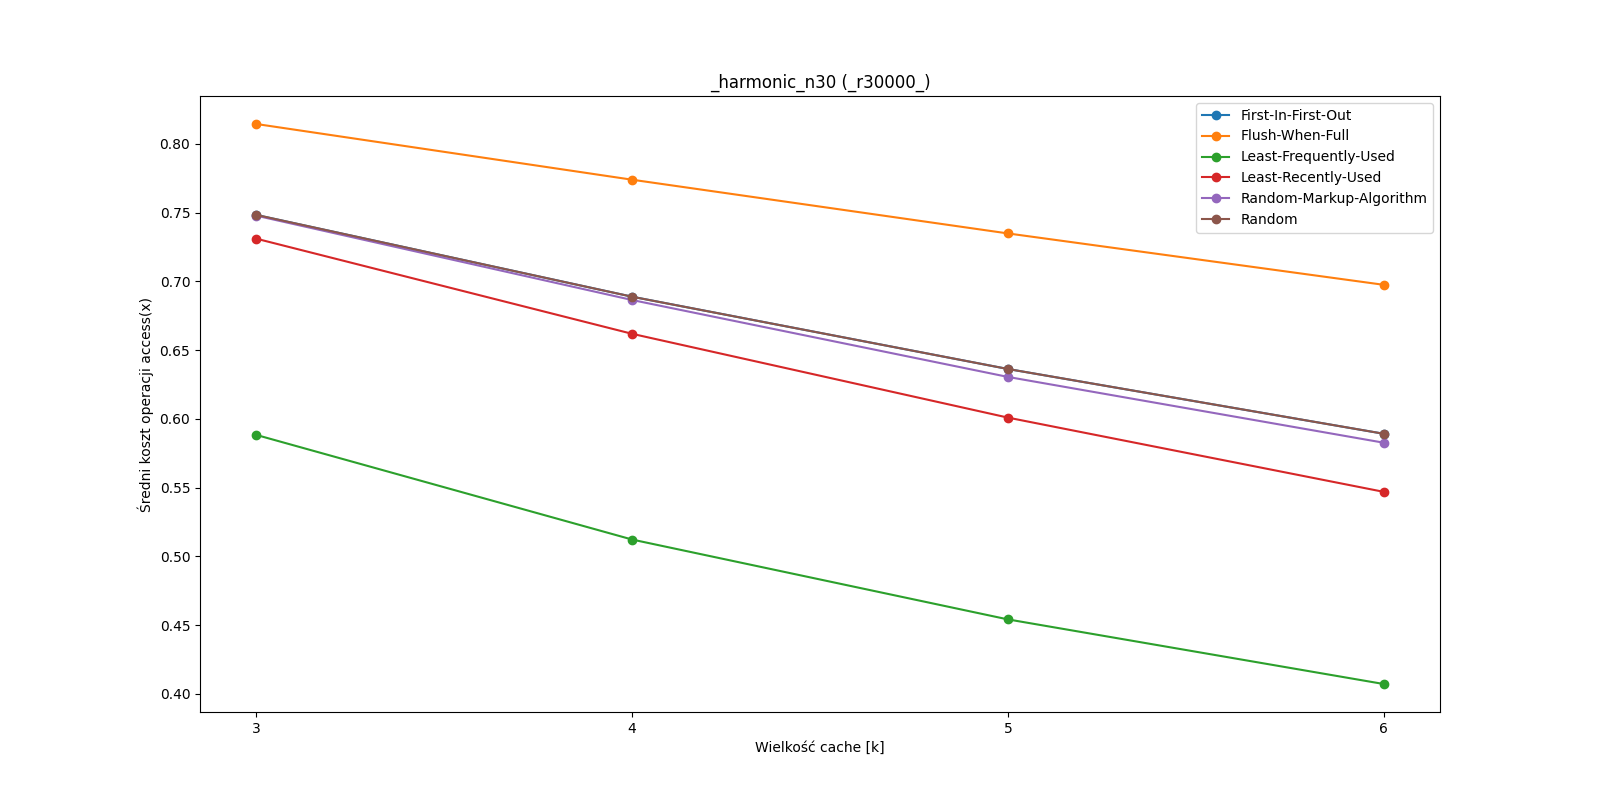 _harmonic_n30 (_r30000_)
First-In-First-Out
Flush-When-Full
Least-Frequently-Used
Least-Recently-Used
Random-Markup-Algorithm
Random
Średni koszt operacji access(x)
0.80
0.75
0.70
0.65
0.60
0.55
0.50
0.45
0.40
3 4 5 6
Wielkość cache [k]